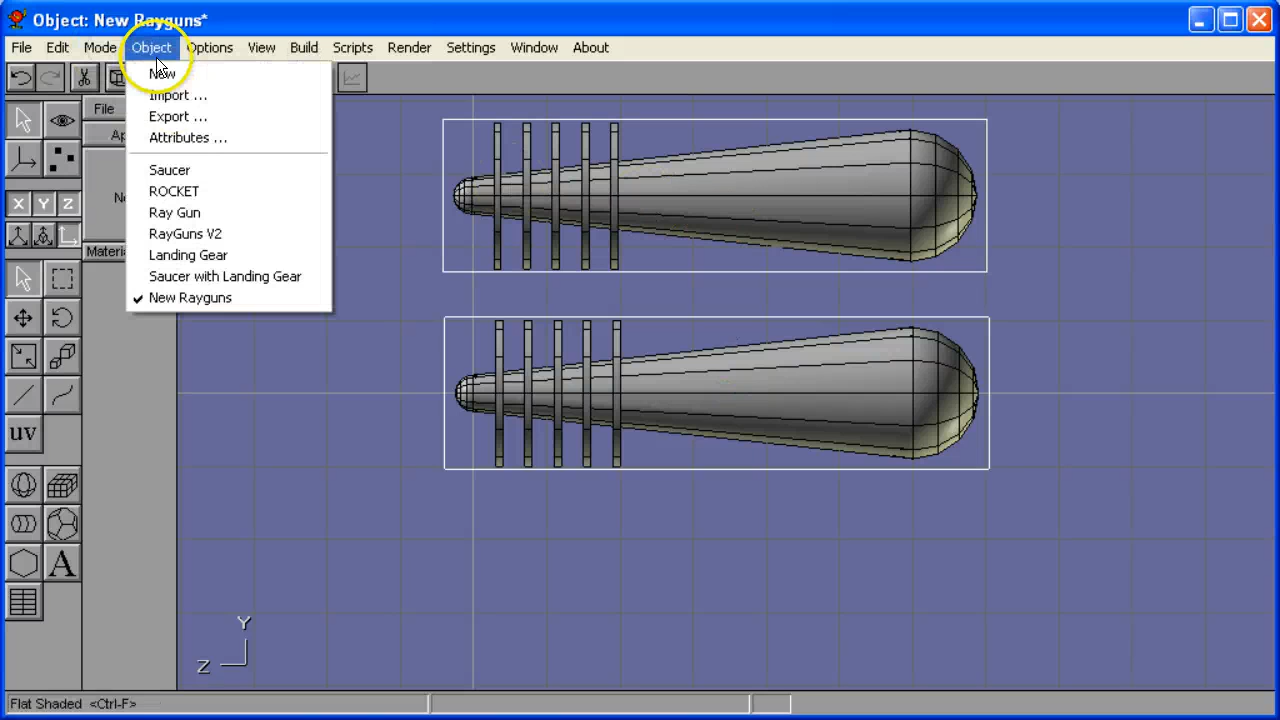 Object: New Rayguns*
File Edit Mode Object Options View Build Scripts Render Settings Window About
New
Import ...
Export ...
Attributes ...
Saucer
ROCKET
Ray Gun
RayGuns V2
Landing Gear
Saucer with Landing Gear
New Rayguns
File
Ap
No
Materia
X Y Z
uv
A
Y
Z
Flat Shaded <Ctrl-F>